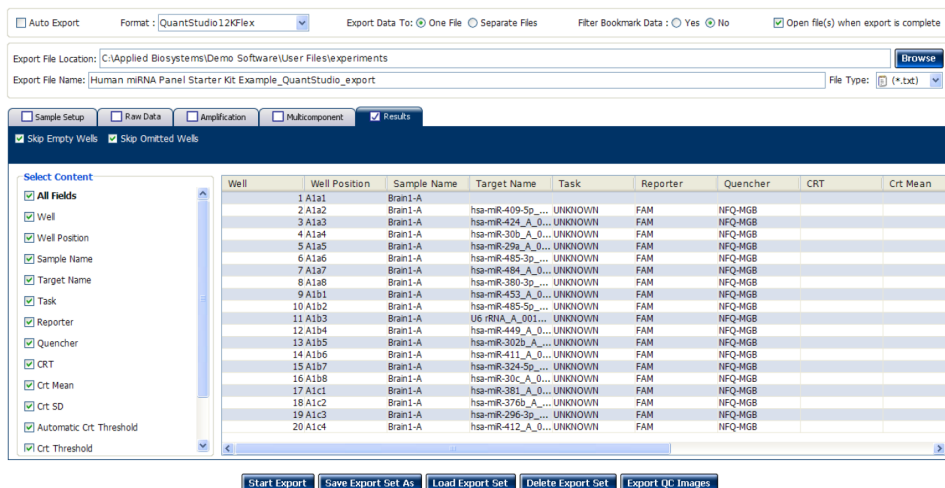 Auto Export Format : QuantStudio12KFlex Export Data To: One File Separate Files Filter Bookmark Data : Yes No Open file(s) when export is complete
Export File Location: C:\Applied Biosystems\Demo Software\User Files\experiments Browse
Export File Name: Human miRNA Panel Starter Kit Example_QuantStudio_export File Type: (*.txt)
Sample Setup Raw Data Amplification Multicomponent Results
Skip Empty Wells Skip Omitted Wells
Select Content
All Fields
Well
Well Position
Sample Name
Target Name
Task
Reporter
Quencher
CRT
Crt Mean
Crt SD
Automatic Crt Threshold
Crt Threshold
Well Well Position Sample Name Target Name Task Reporter Quencher CRT Crt Mean
1 A1a1 Brain1-A
2 A1a2 Brain1-A hsa-miR-409-5p_... UNKNOWN FAM NFQ-MGB
3 A1a3 Brain1-A hsa-miR-424_A_0... UNKNOWN FAM NFQ-MGB
4 A1a4 Brain1-A hsa-miR-30b_A_0... UNKNOWN FAM NFQ-MGB
5 A1a5 Brain1-A hsa-miR-29a_A_0... UNKNOWN FAM NFQ-MGB
6 A1a6 Brain1-A hsa-miR-485-3p_... UNKNOWN FAM NFQ-MGB
7 A1a7 Brain1-A hsa-miR-484_A_0... UNKNOWN FAM NFQ-MGB
8 A1a8 Brain1-A hsa-miR-380-3p_... UNKNOWN FAM NFQ-MGB
9 A1b1 Brain1-A hsa-miR-453_A_0... UNKNOWN FAM NFQ-MGB
10 A1b2 Brain1-A hsa-miR-485-5p_... UNKNOWN FAM NFQ-MGB
11 A1b3 Brain1-A U6 rRNA_A_001... UNKNOWN FAM NFQ-MGB
12 A1b4 Brain1-A hsa-miR-449_A_0... UNKNOWN FAM NFQ-MGB
13 A1b5 Brain1-A hsa-miR-302b_A_... UNKNOWN FAM NFQ-MGB
14 A1b6 Brain1-A hsa-miR-411_A_0... UNKNOWN FAM NFQ-MGB
15 A1b7 Brain1-A hsa-miR-324-5p_... UNKNOWN FAM NFQ-MGB
16 A1b8 Brain1-A hsa-miR-30c_A_0... UNKNOWN FAM NFQ-MGB
17 A1c1 Brain1-A hsa-miR-381_A_0... UNKNOWN FAM NFQ-MGB
18 A1c2 Brain1-A hsa-miR-376b_A_... UNKNOWN FAM NFQ-MGB
19 A1c3 Brain1-A hsa-miR-296-3p_... UNKNOWN FAM NFQ-MGB
20 A1c4 Brain1-A hsa-miR-412_A_0... UNKNOWN FAM NFQ-MGB
Start Export Save Export Set As Load Export Set Delete Export Set Export QC Images